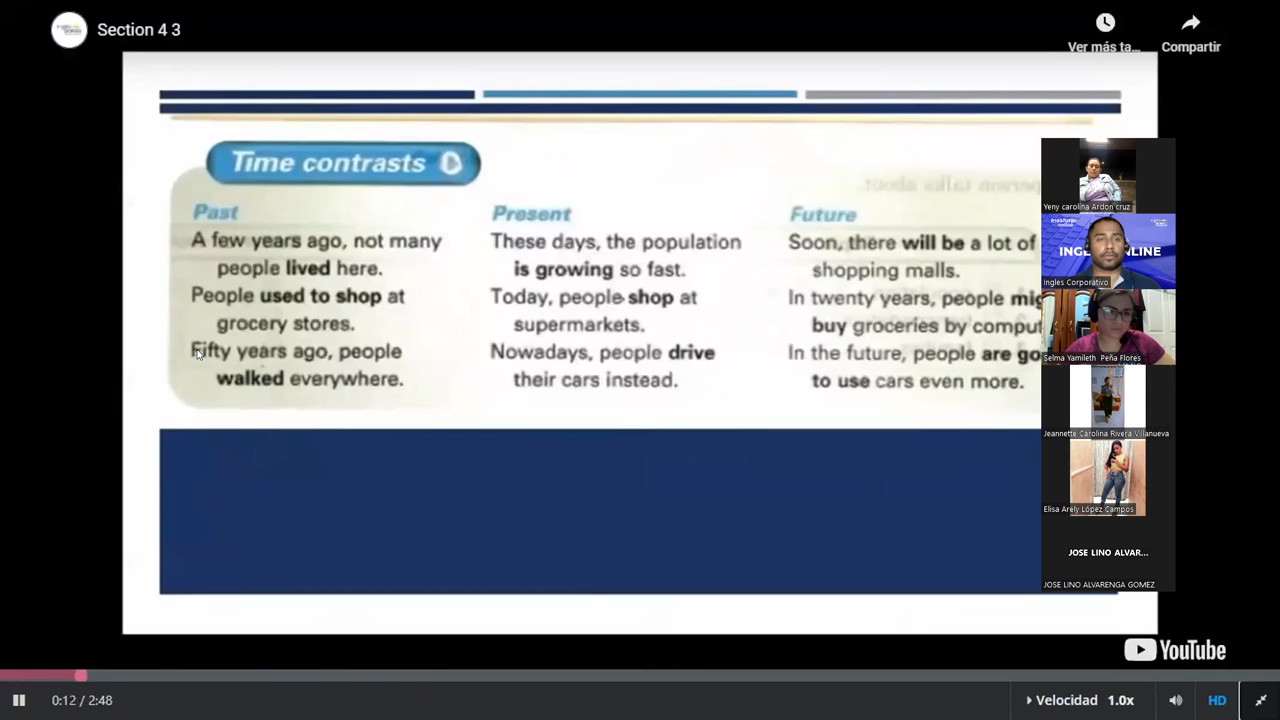 Section 4 3
Ver más ta...
Compartir
Time contrasts
Past
A few years ago, not many
people lived here.
People used to shop at
grocery stores.
Fifty years ago, people
walked everywhere.
Present
These days, the population
is growing so fast.
Today, people shop at
supermarkets.
Nowadays, people drive
their cars instead.
Future
Soon, there will be a lot of
shopping malls.
In twenty years, people mig
buy groceries by comput
In the future, people are go
to use cars even more.
Yeny carolina Ardon cruz
INGL
NLINE
Ingles Corporativo
Selma Yamileth Peña Flores
Jeannette Carolina Rivera Villanueva
Elisa Arely López Campos
JOSE LINO ALVAR...
JOSE LINO ALVARENGA GOMEZ
YouTube
0:12 / 2:48
Velocidad 1.0x
HD